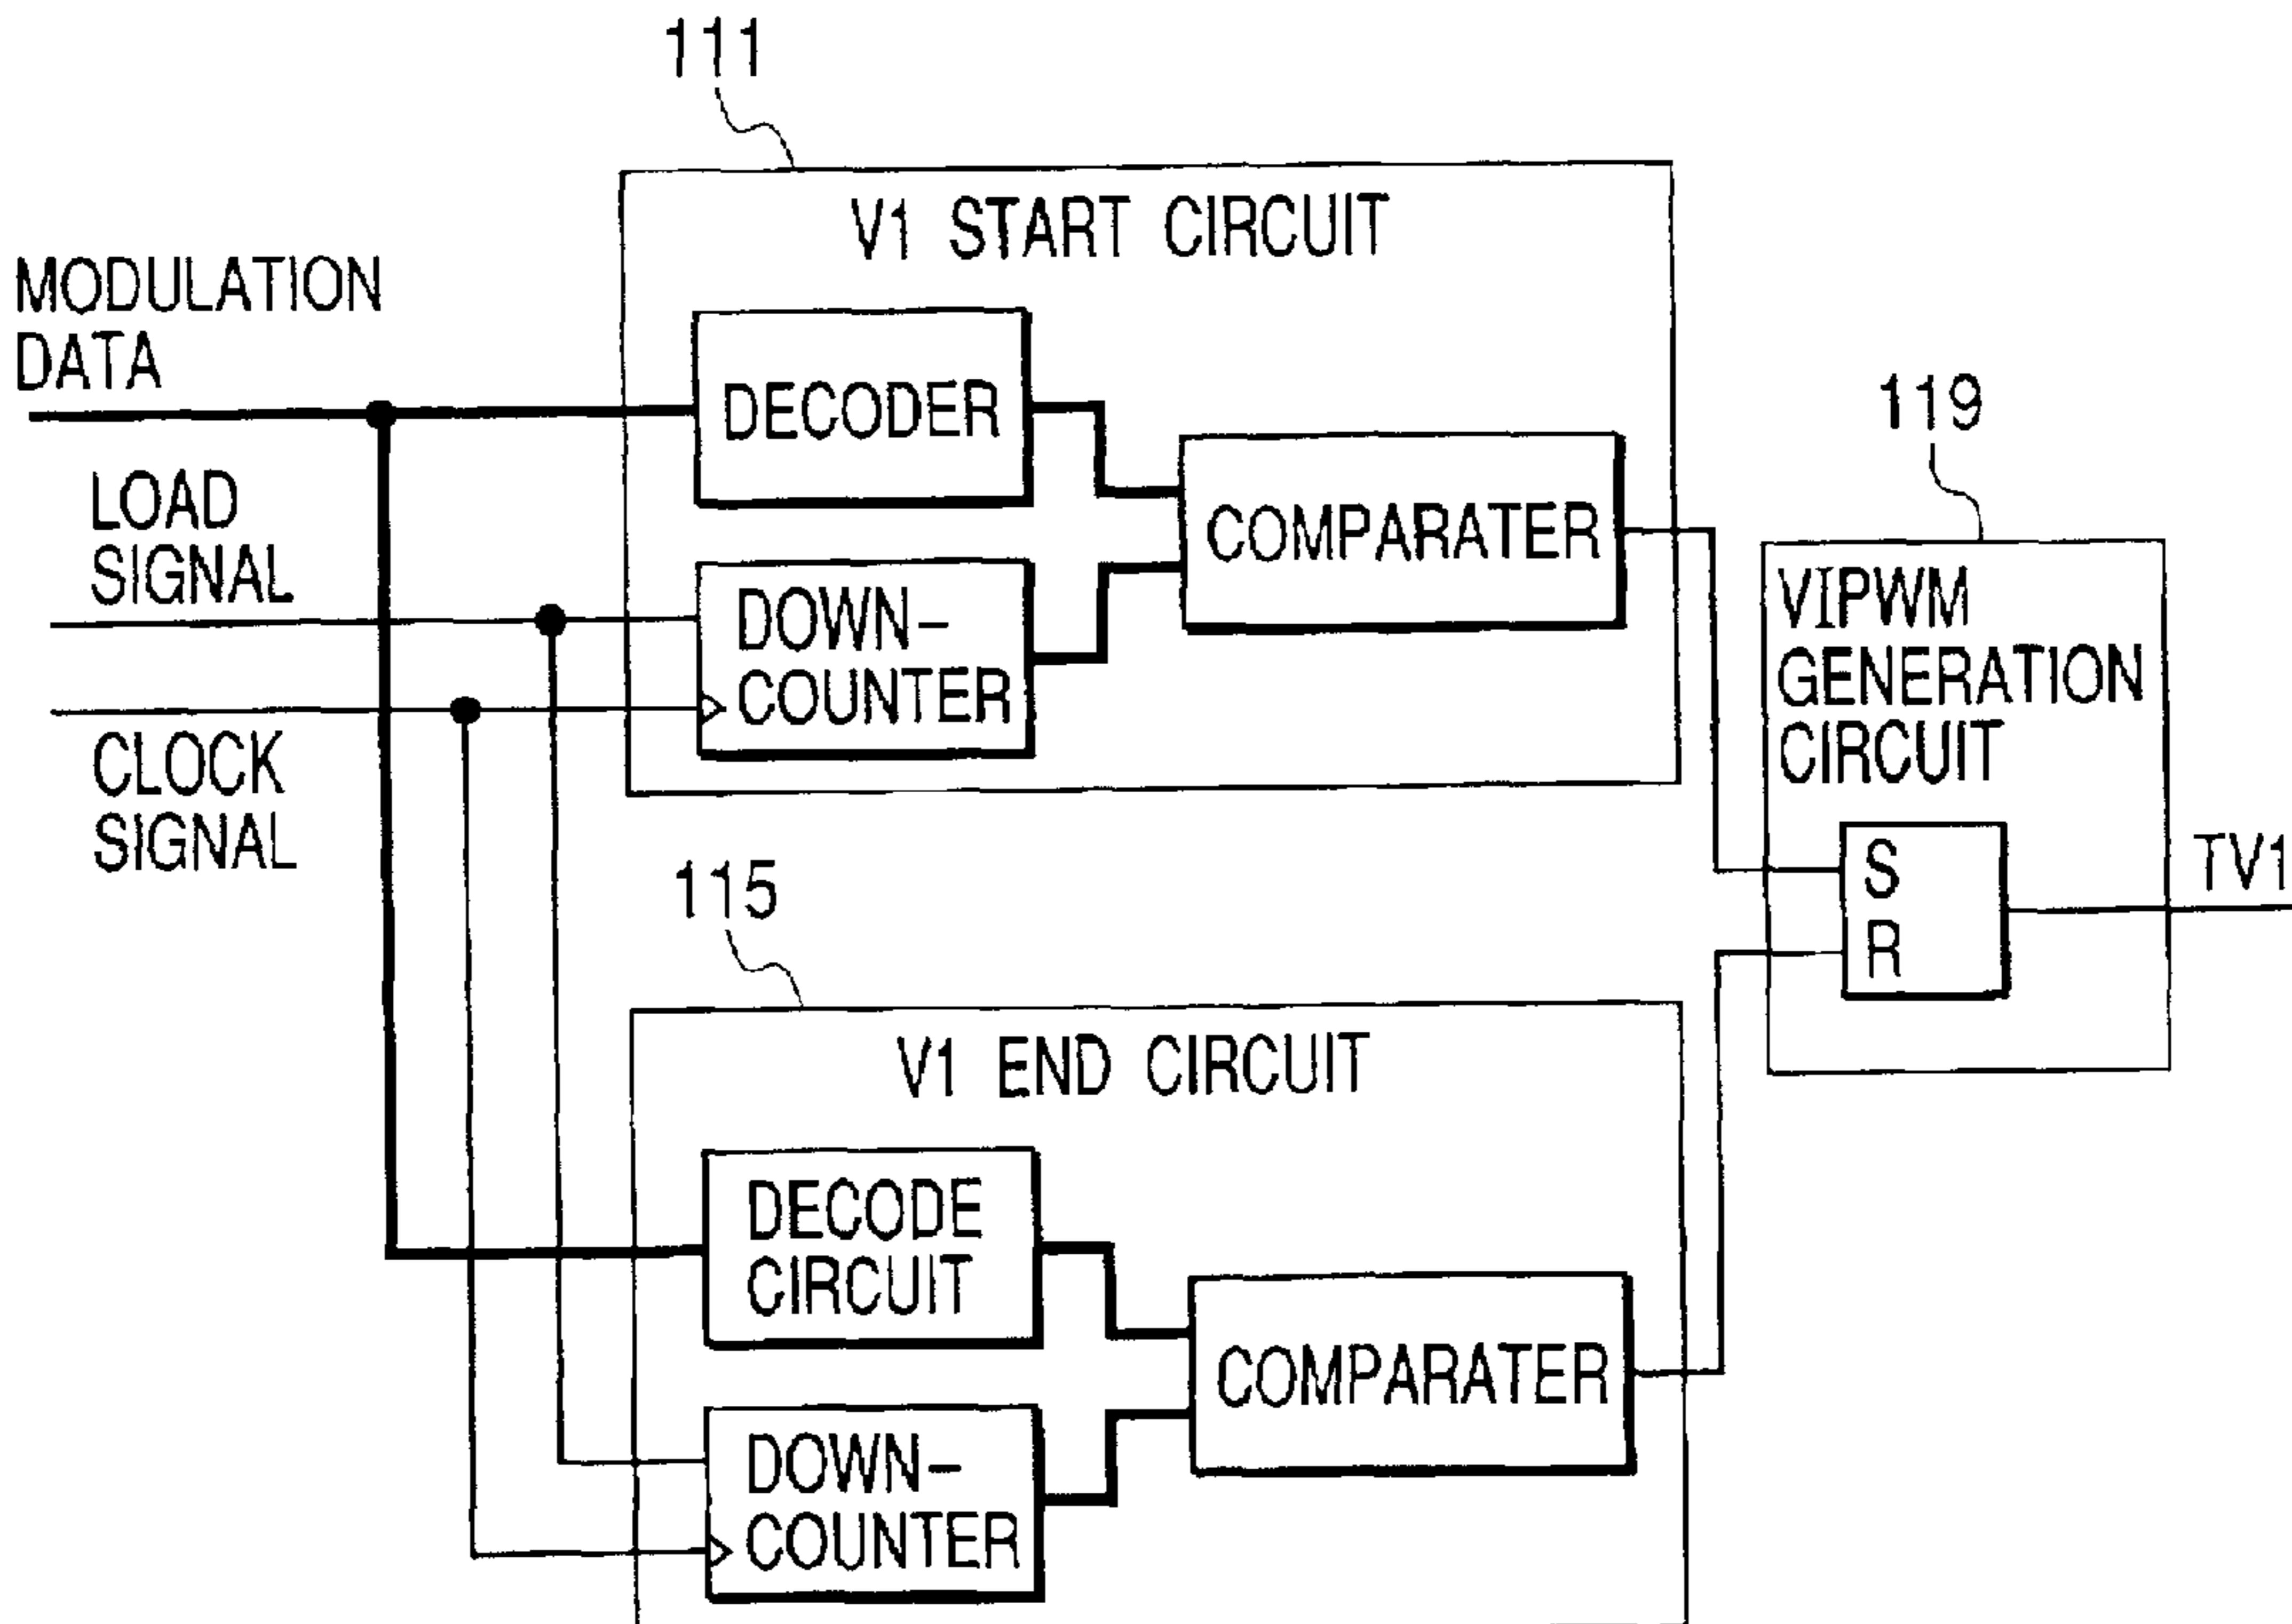 111
V1 START CIRCUIT
MODULATION
DATA
DECODER
119
LOAD
SIGNAL
COMPARATER
DOWN-
COUNTER
VIPWM
GENERATION
CIRCUIT
CLOCK
SIGNAL
S
R
TV1
115
V1 END CIRCUIT
DECODE
CIRCUIT
COMPARATER
DOWN-
COUNTER